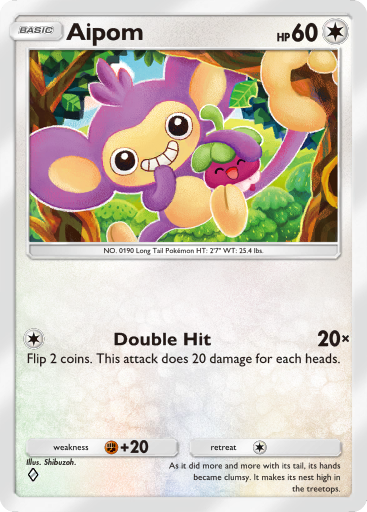 BASIC Aipom HP 60
NO. 0190 Long Tail Pokémon HT: 2'7" WT: 25.4 lbs.
Double Hit 20×
Flip 2 coins. This attack does 20 damage for each heads.
weakness +20 retreat
Illus. Shibuzoh.
As it did more and more with its tail, its hands
became clumsy. It makes its nest high in
the treetops.